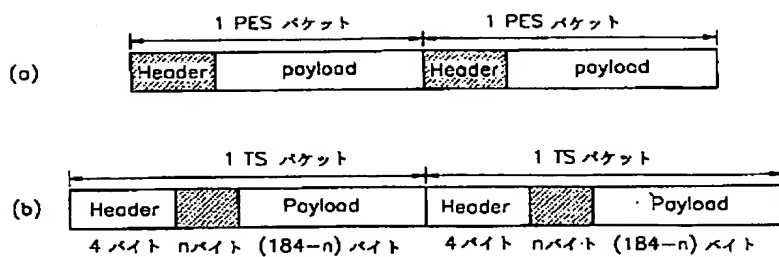 1 PES パケット 1 PES パケット
(a) Header payload Header payload
1 TS パケット 1 TS パケット
(b) Header Payload Header Payload
4 バイト nバイト (184-n) バイト 4 バイト nバイト (184-n) バイト